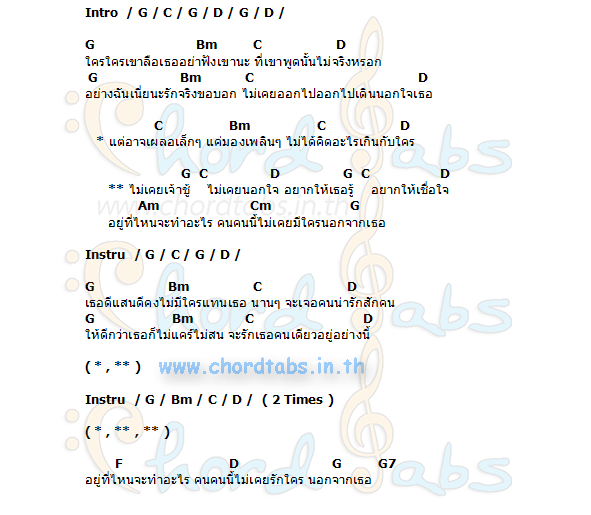 Intro / G / C / G / D / G / D /
G Bm C D
ใครใครเขาลือเธออย่าฟังเขานะ ที่เขาพูดนั้นไม่จริงหรอก
G Bm C D
อย่างฉันเนี่ยนะรักจริงขอบอก ไม่เคยออกไปออกไปเดินนอกใจเธอ
C Bm C D
* แต่อาจเผลอเล็กๆ แค่มองเพลินๆ ไม่ได้คิดอะไรเกินกับใคร
G C D G C D
** ไม่เคยเจ้าชู้ ไม่เคยนอกใจ อยากให้เธอรู้ อยากให้เชื่อใจ
Am Cm G
อยู่ที่ไหนจะทำอะไร คนคนนี้ไม่เคยมีใครนอกจากเธอ
Instru / G / C / G / D /
G Bm C D
เธอดีแสนดีคงไม่มีใครแทนเธอ นานๆ จะเจอคนน่ารักสักคน
G Bm C D
ให้ดีกว่าเธอก็ไม่แคร์ไม่สน จะรักเธอคนเดียวอยู่อย่างนี้
( * , ** ) www.chordtabs.in.th
Instru / G / Bm / C / D / ( 2 Times )
( * , ** , ** )
F D G G7
อยู่ที่ไหนจะทำอะไร คนคนนี้ไม่เคยรักใคร นอกจากเธอ